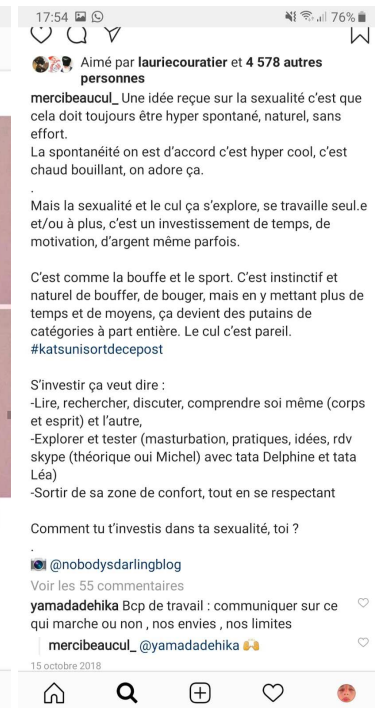 17:54 76%
Aimé par lauriecouratier et 4 578 autres
personnes
mercibeaucul_ Une idée reçue sur la sexualité c'est que
cela doit toujours être hyper spontané, naturel, sans
effort.
La spontanéité on est d'accord c'est hyper cool, c'est
chaud bouillant, on adore ça.
.
Mais la sexualité et le cul ça s'explore, se travaille seul.e
et/ou à plus, c'est un investissement de temps, de
motivation, d'argent même parfois.
C'est comme la bouffe et le sport. C'est instinctif et
naturel de bouffer, de bouger, mais en y mettant plus de
temps et de moyens, ça devient des putains de
catégories à part entière. Le cul c'est pareil.
#katsunisortdecepost
S'investir ça veut dire :
-Lire, rechercher, discuter, comprendre soi même (corps
et esprit) et l'autre,
-Explorer et tester (masturbation, pratiques, idées, rdv
skype (théorique oui Michel) avec tata Delphine et tata
Léa)
-Sortir de sa zone de confort, tout en se respectant
Comment tu t'investis dans ta sexualité, toi ?
.
📷 @nobodysdarlingblog
Voir les 55 commentaires
yamadadehika Bcp de travail : communiquer sur ce
qui marche ou non , nos envies , nos limites
mercibeaucul_ @yamadadehika 🙌
15 octobre 2018